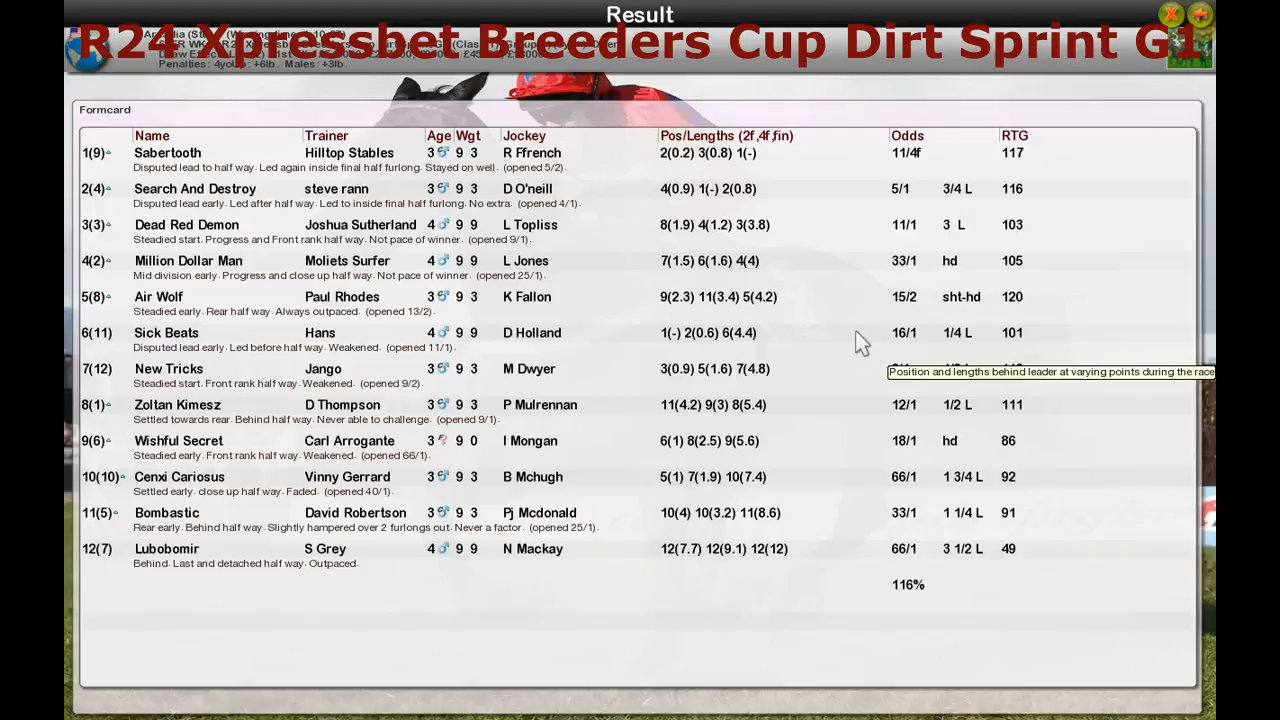 Result
R24 Xpressbet Breeders Cup Dirt Sprint G1
Penalties: 4yo up: +6lb. Males: +3lb.
Formcard
Name Trainer Age Wgt Jockey Pos/Lengths (2f,4f,fin) Odds RTG
1(9) Sabertooth Hilltop Stables 3 9 3 R Ffrench 2(0.2) 3(0.8) 1(-) 11/4f 117
Disputed lead to half way. Led again inside final half furlong. Stayed on well. (opened 5/2).
2(4) Search And Destroy steve rann 3 9 3 D O'neill 4(0.9) 1(-) 2(0.8) 5/1 3/4 L 116
Disputed lead early. Led after half way. Led to inside final half furlong. No extra. (opened 4/1).
3(3) Dead Red Demon Joshua Sutherland 4 9 9 L Topliss 8(1.9) 4(1.2) 3(3.8) 11/1 3 L 103
Steadied start. Progress and Front rank half way. Not pace of winner. (opened 9/1).
4(2) Million Dollar Man Moliets Surfer 4 9 9 L Jones 7(1.5) 6(1.6) 4(4) 33/1 hd 105
Mid division early. Progress and close up half way. Not pace of winner. (opened 25/1).
5(8) Air Wolf Paul Rhodes 3 9 3 K Fallon 9(2.3) 11(3.4) 5(4.2) 15/2 sht-hd 120
Steadied early. Rear half way. Always outpaced. (opened 13/2).
6(11) Sick Beats Hans 4 9 9 D Holland 1(-) 2(0.6) 6(4.4) 16/1 1/4 L 101
Disputed lead early. Led before half way. Weakened. (opened 11/1).
7(12) New Tricks Jango 3 9 3 M Dwyer 3(0.9) 5(1.6) 7(4.8)
Position and lengths behind leader at varying points during the race
Steadied start. Front rank half way. Weakened. (opened 9/2).
8(1) Zoltan Kimesz D Thompson 3 9 3 P Mulrennan 11(4.2) 9(3) 8(5.4) 12/1 1/2 L 111
Settled towards rear. Behind half way. Never able to challenge. (opened 9/1).
9(6) Wishful Secret Carl Arrogante 3 9 0 I Mongan 6(1) 8(2.5) 9(5.6) 18/1 hd 86
Steadied early. Front rank half way. Weakened. (opened 66/1).
10(10) Cenxi Cariosus Vinny Gerrard 3 9 3 B Mchugh 5(1) 7(1.9) 10(7.4) 66/1 1 3/4 L 92
Settled early. close up half way. Faded. (opened 40/1).
11(5) Bombastic David Robertson 3 9 3 Pj Mcdonald 10(4) 10(3.2) 11(8.6) 33/1 1 1/4 L 91
Rear early. Behind half way. Slightly hampered over 2 furlongs out. Never a factor. (opened 25/1).
12(7) Lubobomir S Grey 4 9 9 N Mackay 12(7.7) 12(9.1) 12(12) 66/1 3 1/2 L 49
Behind. Last and detached half way. Outpaced.
116%